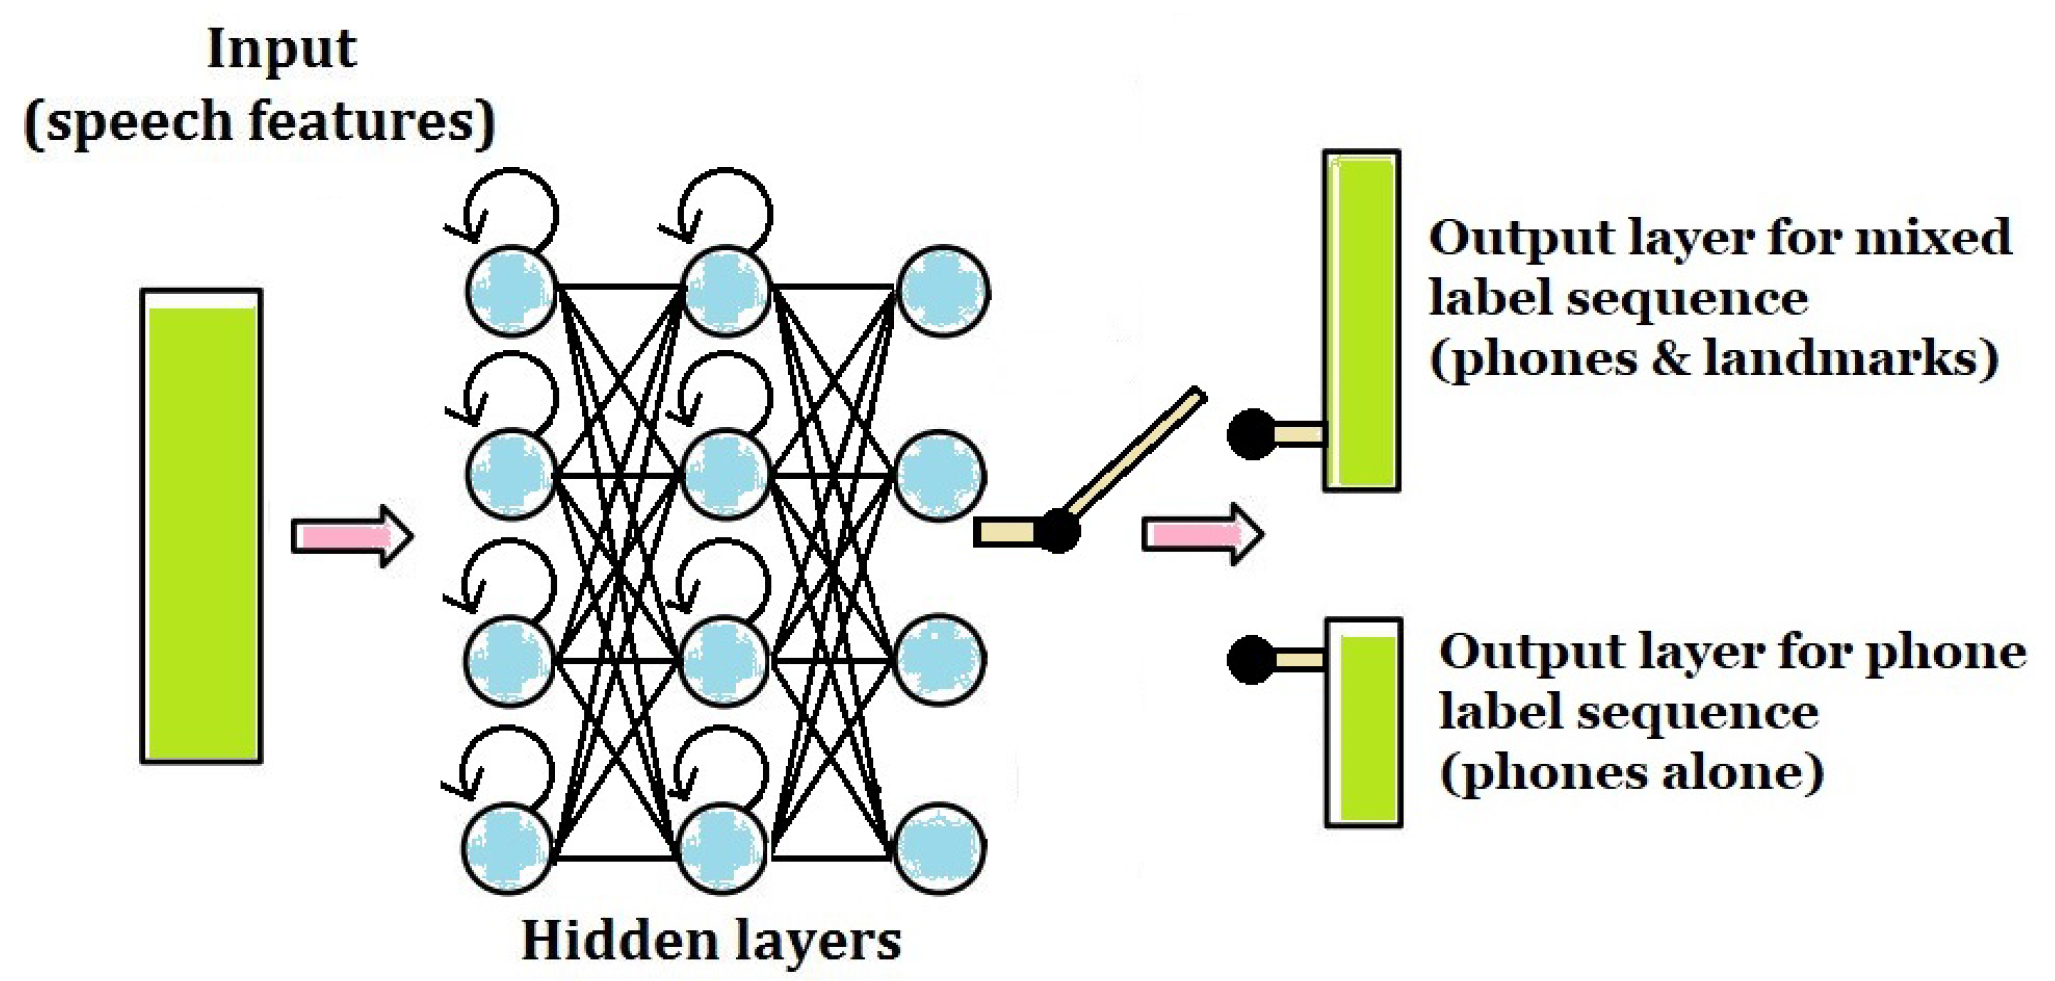 Input
(speech features)
Output layer for mixed
label sequence
(phones & landmarks)
Output layer for phone
label sequence
(phones alone)
Hidden layers